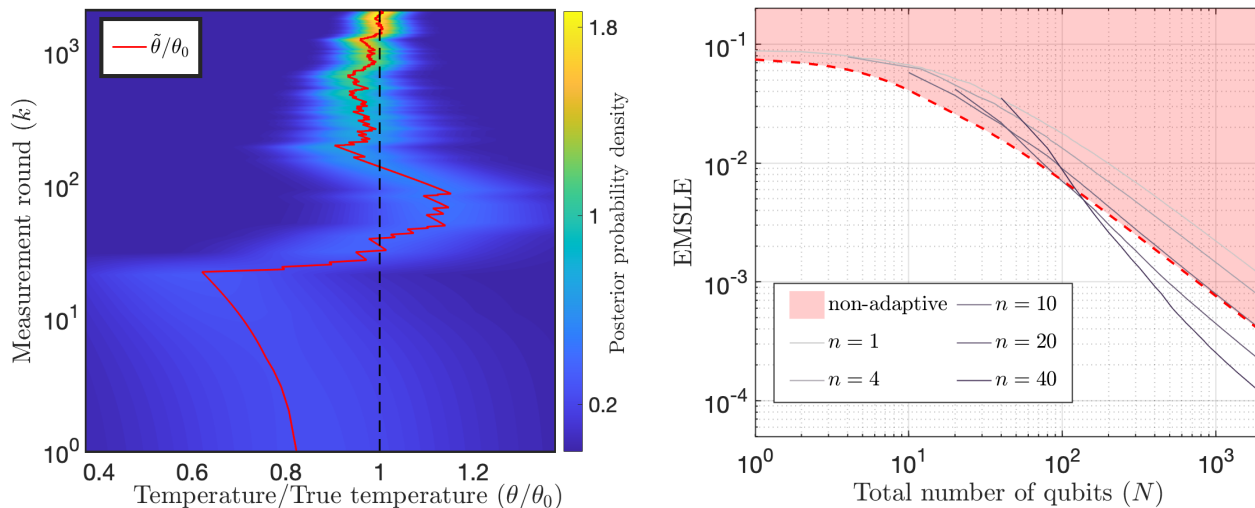 θ̃/θ₀
Measurement round (k)
10³
10²
10¹
10⁰
0.4
0.6
0.8
1
1.2
Temperature/True temperature (θ/θ₀)
1.8
1
0.2
Posterior probability density
EMSLE
10⁻¹
10⁻²
10⁻³
10⁻⁴
10⁰
10¹
10²
10³
Total number of qubits (N)
non-adaptive
n = 1
n = 4
n = 10
n = 20
n = 40